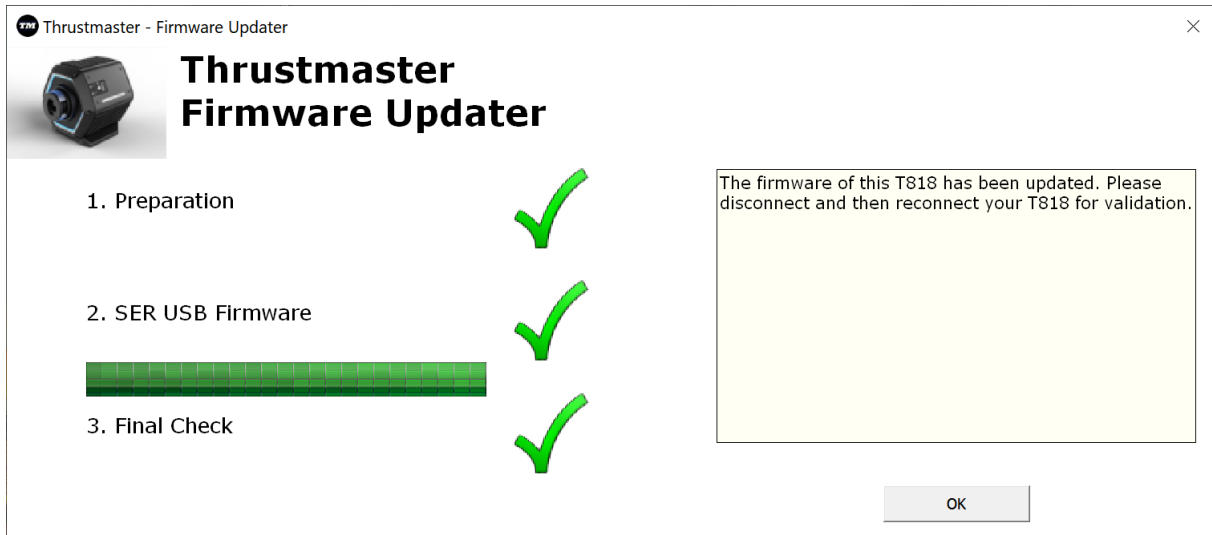 Thrustmaster - Firmware Updater
Thrustmaster
Firmware Updater
1. Preparation
2. SER USB Firmware
3. Final Check
The firmware of this T818 has been updated. Please
disconnect and then reconnect your T818 for validation.
OK